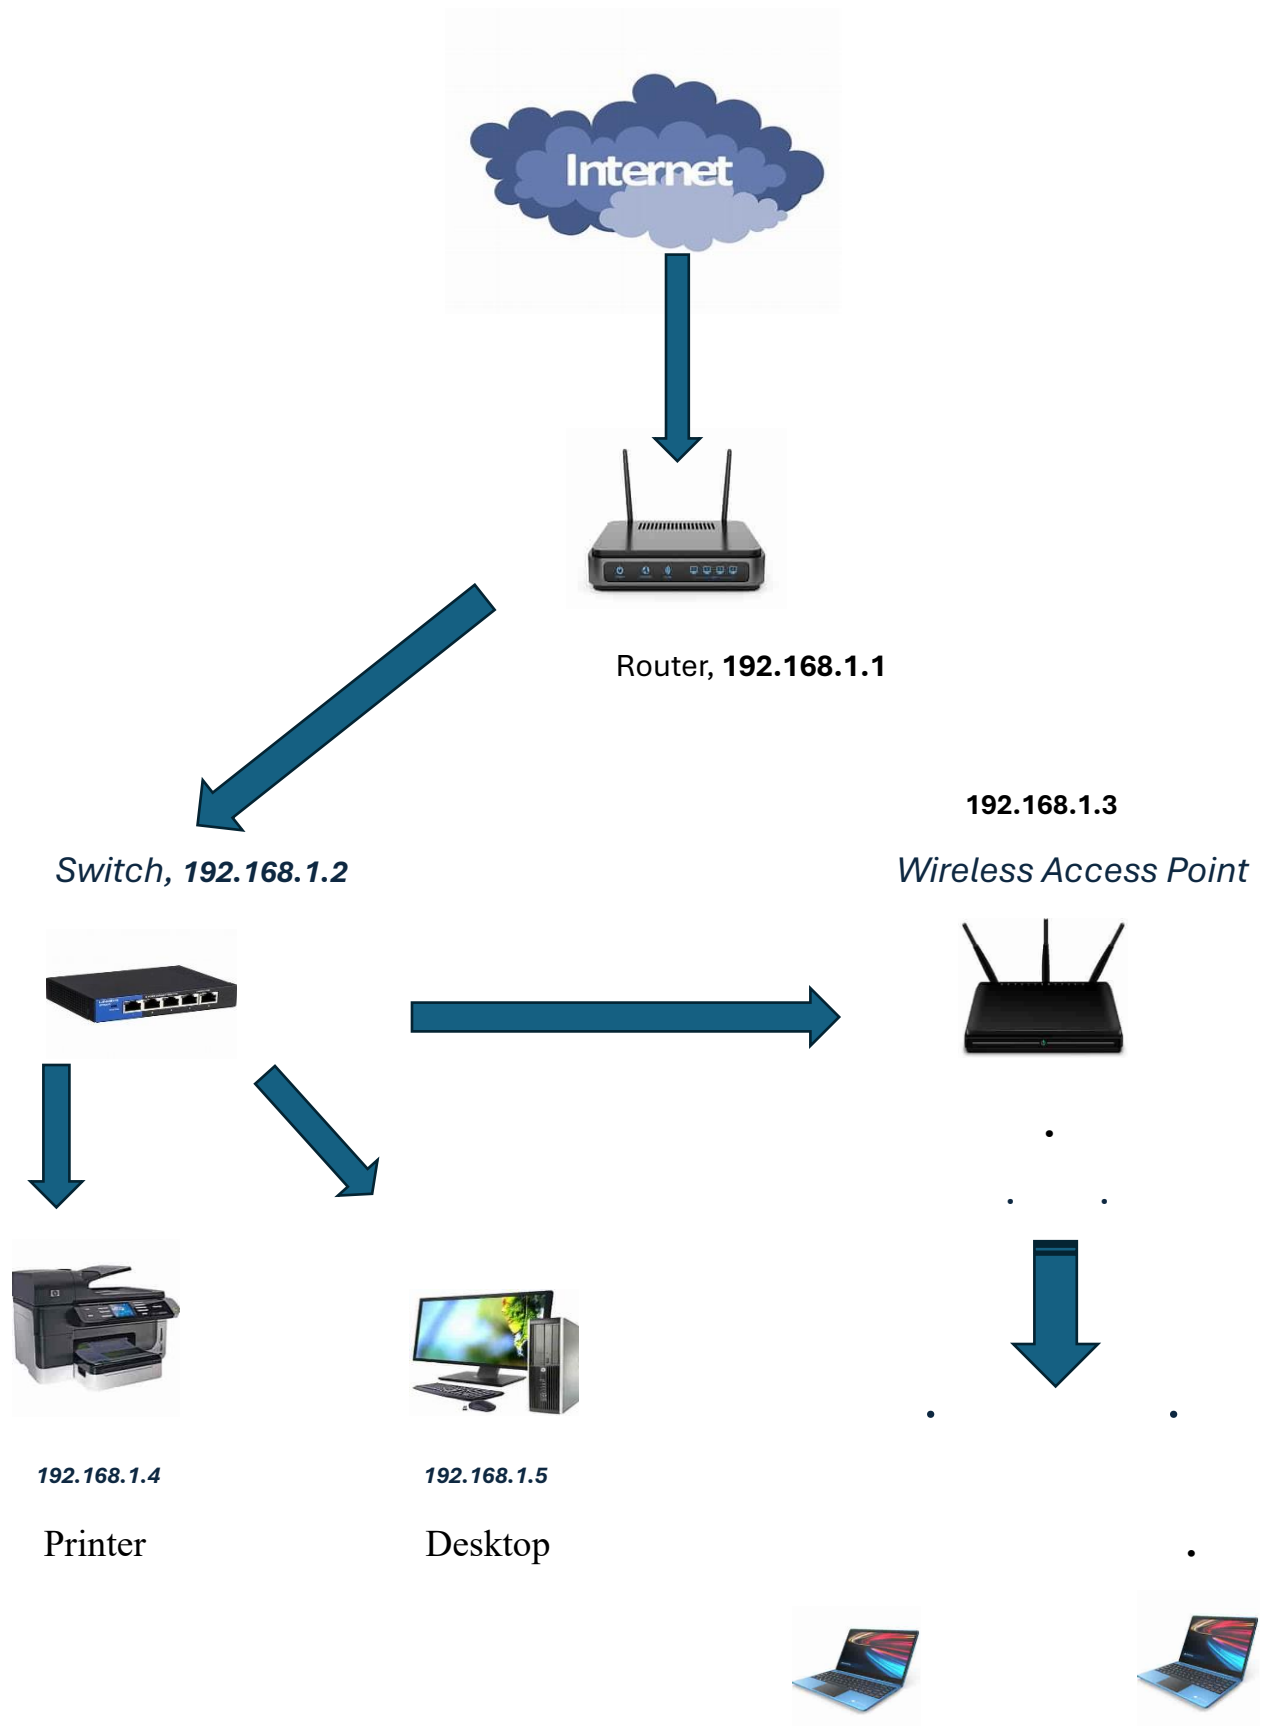 Internet
Router, 192.168.1.1
192.168.1.3
Switch, 192.168.1.2
Wireless Access Point
192.168.1.4
192.168.1.5
Printer
Desktop